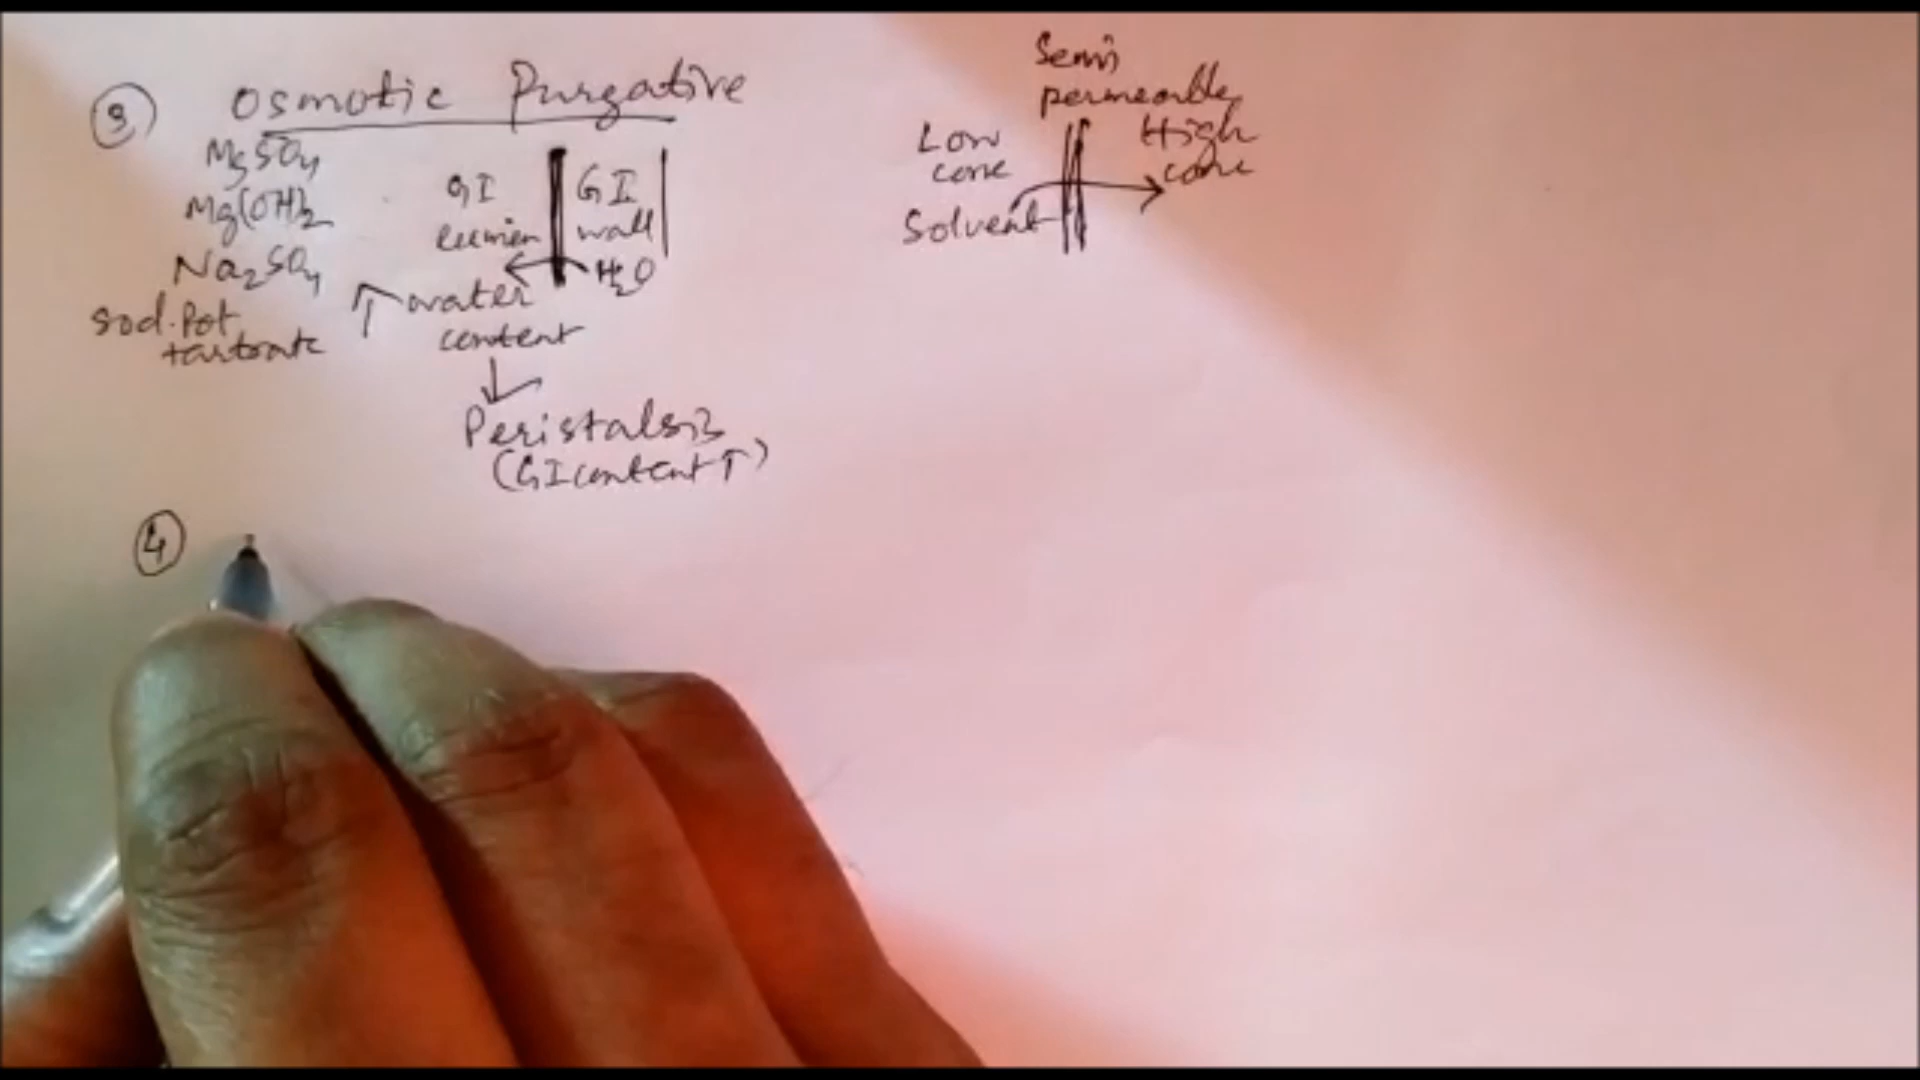 3 Osmotic Purgative
MgSO4
Mg(OH)2
Na2SO4
Sod. Pot
tartrate
GI
lumen
GI
wall
H2O
↑ water
content
↓
Peristalsis
(GI content ↑)
Semi
permeable
Low
conc
High
conc
Solvent
4